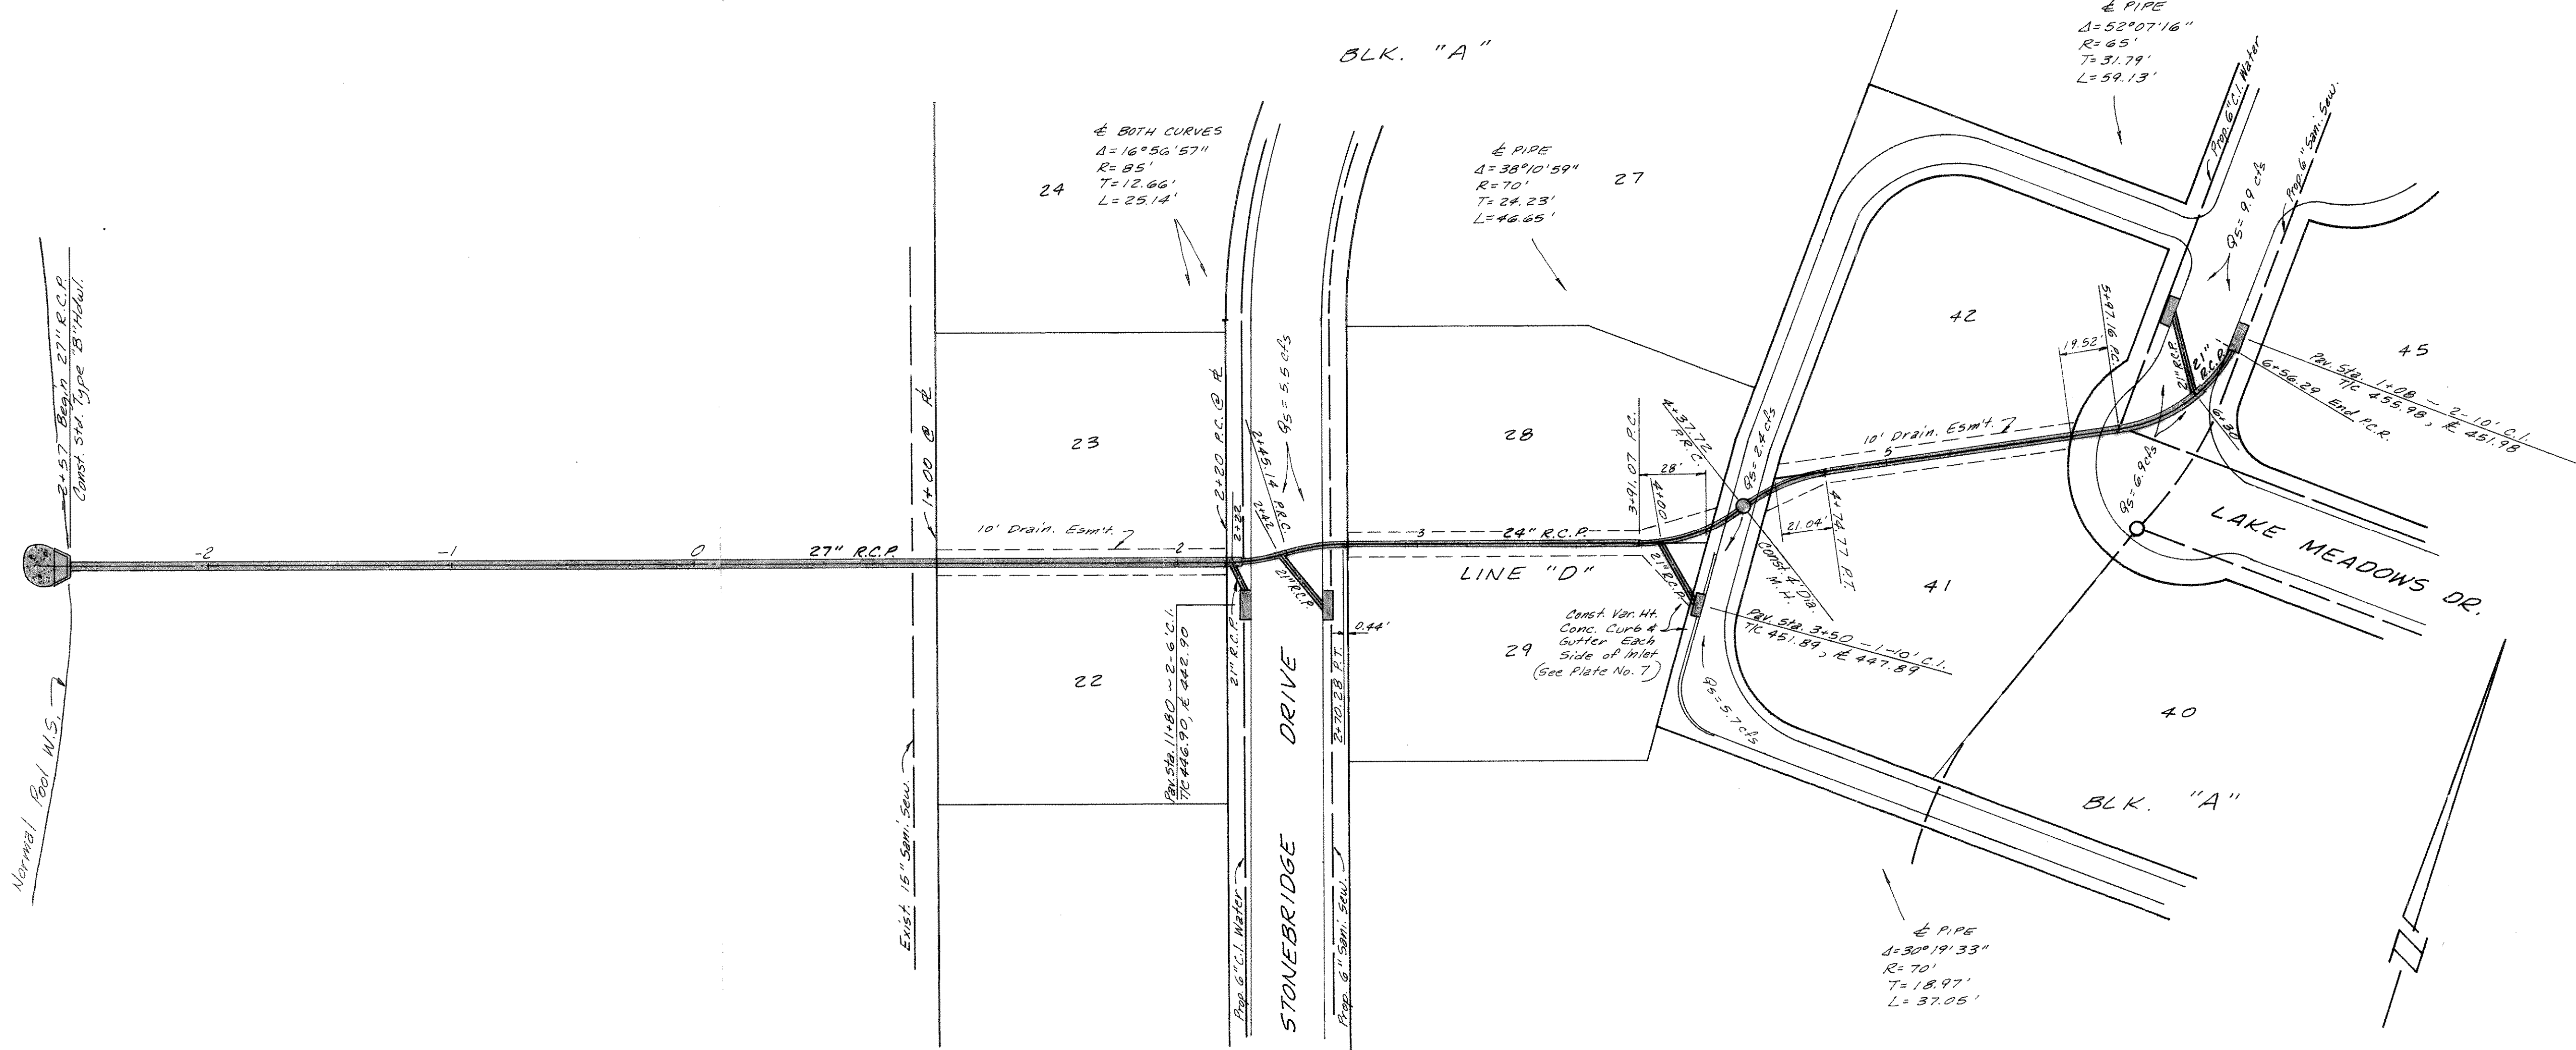 BLK. "A"
℄ PIPE
Δ=52°07'16"
R=65'
T=31.79'
L=59.13'
℄ BOTH CURVES
Δ=16°56'57"
R=85'
T=12.66'
L=25.14'
24
℄ PIPE
Δ=38°10'59"
R=70'
T=24.23'
L=46.65'
27
Prop. 6" C.I. Water
Prop. 6" Sani. Sew.
Q5= 9.9 cfs
-2+57 Begin 27" R.C.P.
Const. Std. Type "B" Hdwl.
Normal Pool W.S.
-2
-1
0
27" R.C.P.
Exist. 15" Sani. Sew.
1+00 @ ℄
23
10' Drain. Esm't.
2
22
2+20 P.C. @ ℄
2+22
2+45.14 P.R.C.
2+42
Q5= 5.5 cfs
21" R.C.P.
21" R.C.P.
Pav. Sta. 11+80 ~ 2-6' C.I.
T/C 446.90, ℄ 442.90
Prop. 6" C.I. Water
STONEBRIDGE DRIVE
Prop. 6" Sani. Sew.
2+70.28 P.T.
0.44'
3
24" R.C.P.
LINE "D"
28
29
3+91.07 P.C.
28'
4+00
21" R.C.P.
4+37.72
P.R.C.
Q5= 2.4 cfs
Const. 4' Dia.
M.H.
Const. Var. Ht.
Conc. Curb &
Gutter Each
Side of Inlet
(See Plate No. 7)
Pav. Sta. 3+50 ~ 1-10' C.I.
T/C 451.89, ℄ 447.89
Q5= 5.7 cfs
21.04'
4+74.77 P.T.
10' Drain. Esm't.
5
42
41
40
19.52'
5+97.16 P.C.
21" R.C.P.
21"
R.C.P.
6+30
6+56.29 End P.C.R.
Pav. Sta. 1+08 ~ 2-10' C.I.
T/C 455.98, ℄ 451.98
45
Q5= 6.9 cfs
LAKE MEADOWS DR.
BLK. "A"
℄ PIPE
Δ=30°19'33"
R=70'
T=18.97'
L=37.05'